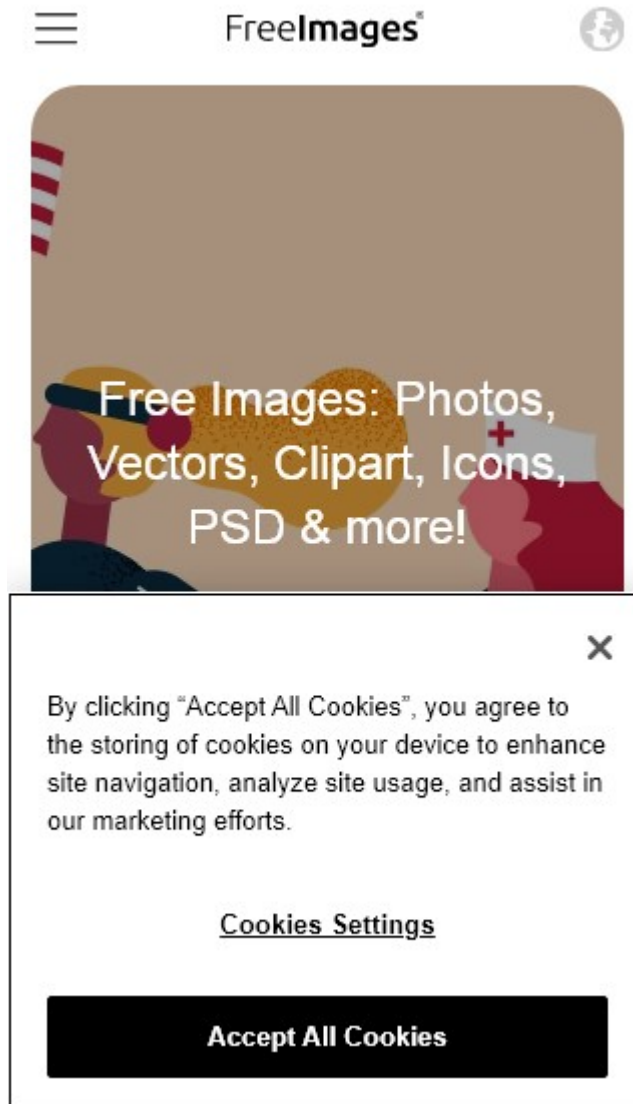 FreeImages®
Free Images: Photos,
Vectors, Clipart, Icons,
PSD & more!
By clicking “Accept All Cookies”, you agree to
the storing of cookies on your device to enhance
site navigation, analyze site usage, and assist in
our marketing efforts.
Cookies Settings
Accept All Cookies